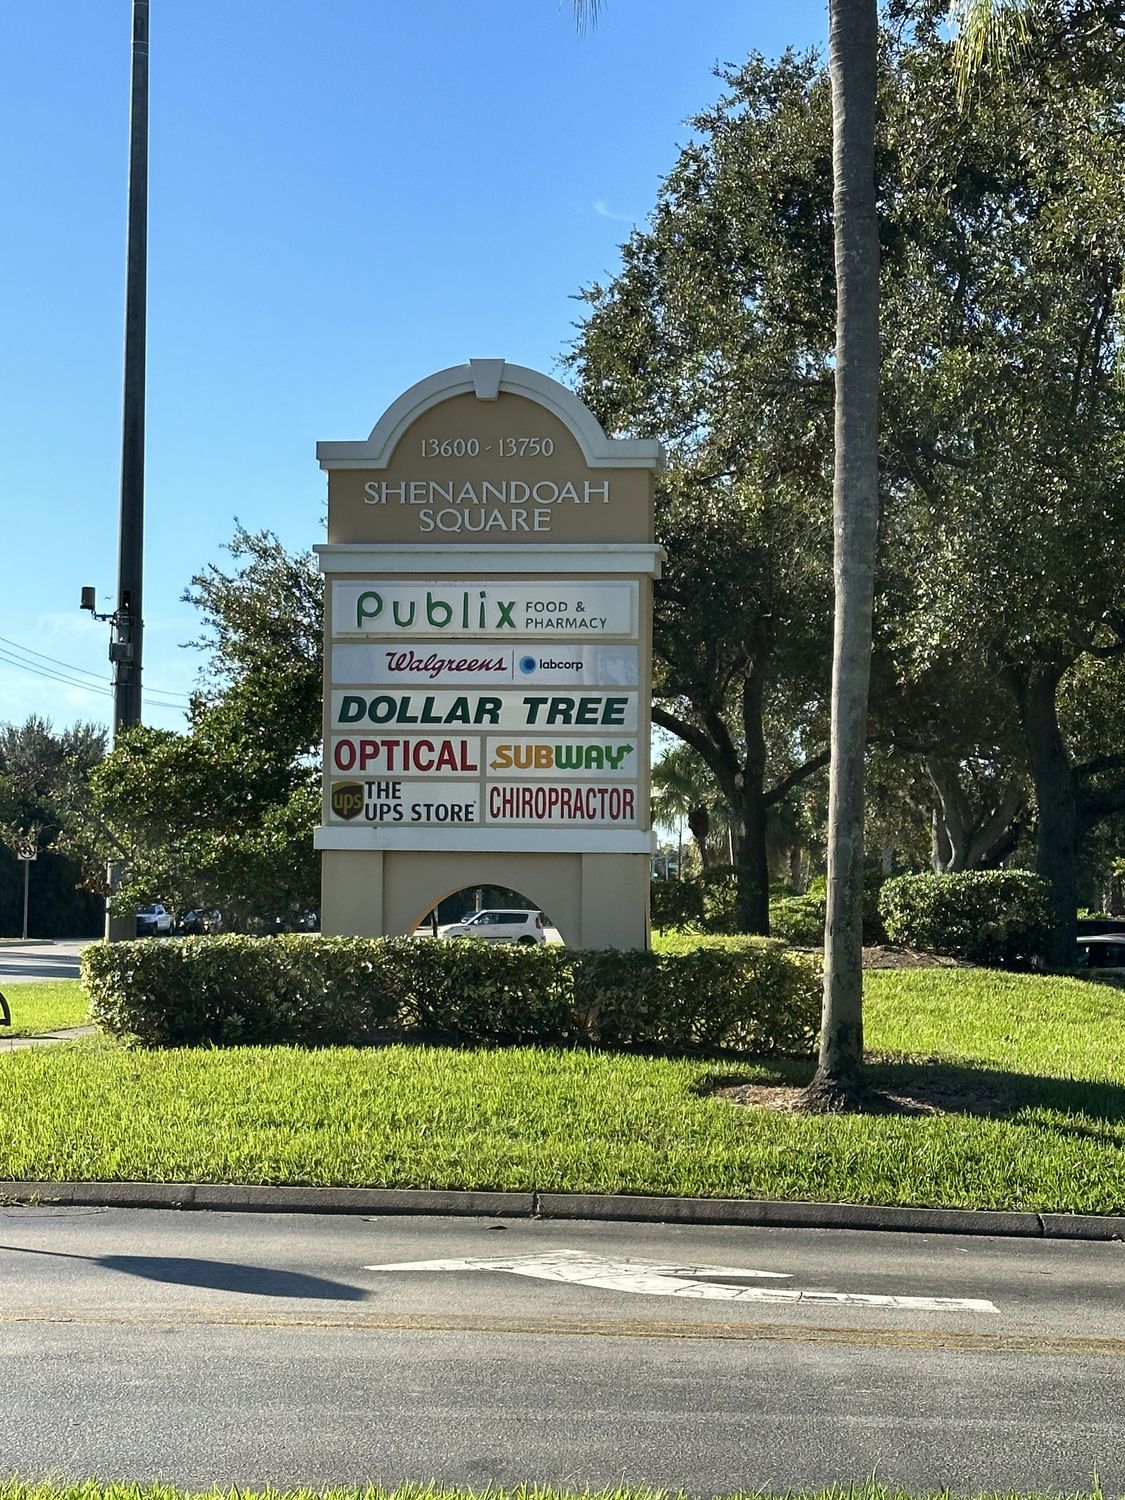 13600 - 13750
SHENANDOAH
SQUARE
Publix FOOD &
PHARMACY
Walgreens labcorp
DOLLAR TREE
OPTICAL SUBWAY
ups THE
UPS STORE
CHIROPRACTOR